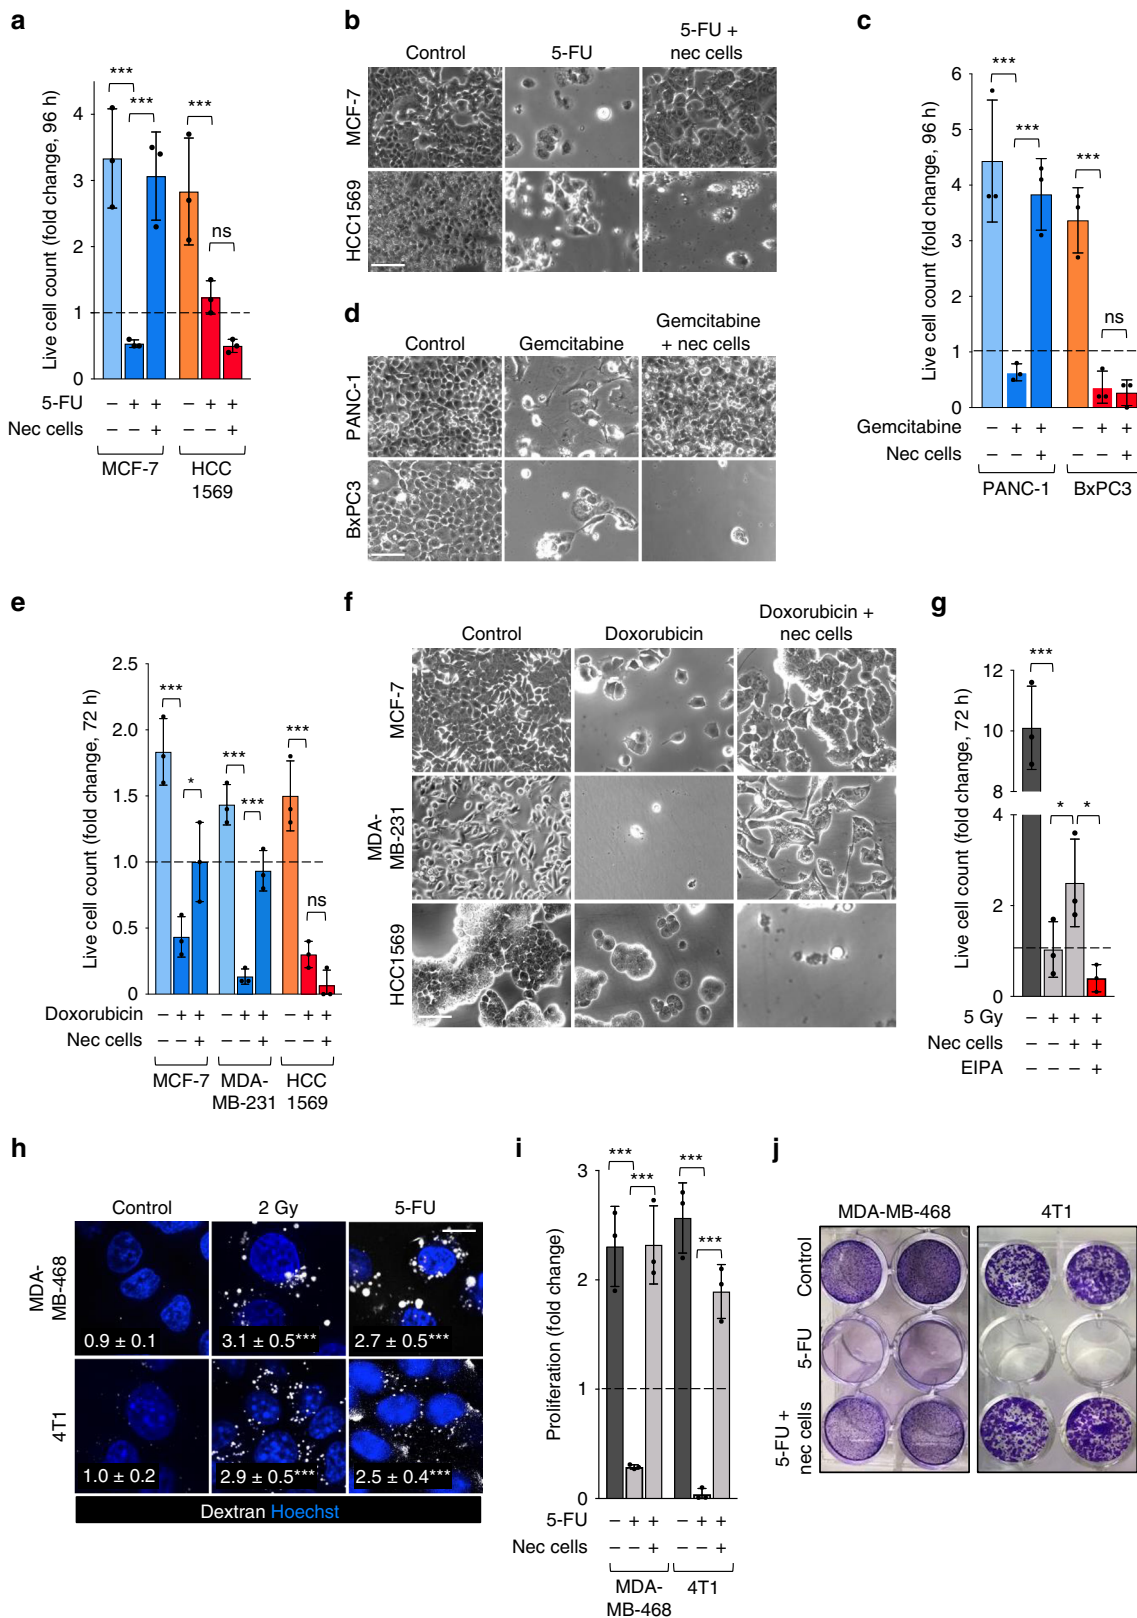 a
Live cell count (fold change, 96 h)
4
3
2
1
0
***
***
***
ns
5-FU − + + − + +
Nec cells − − + − − +
MCF-7 HCC
1569
b
Control 5-FU 5-FU +
nec cells
MCF-7
HCC1569
c
Live cell count (fold change, 96 h)
6
5
4
3
2
1
0
***
***
***
ns
Gemcitabine − + + − + +
Nec cells − − + − − +
PANC-1 BxPC3
d
Control Gemcitabine Gemcitabine
+ nec cells
PANC-1
BxPC3
e
Live cell count (fold change, 72 h)
2.5
2.0
1.5
1.0
0.5
0
***
*
***
***
***
ns
Doxorubicin − + + − + + − + +
Nec cells − − + − − + − − +
MCF-7 MDA-
MB-231 HCC
1569
f
Control Doxorubicin Doxorubicin +
nec cells
MCF-7
MDA-
MB-231
HCC1569
g
Live cell count (fold change, 72 h)
12
10
8
4
2
0
***
*
*
5 Gy − + + +
Nec cells − − + +
EIPA − − − +
h
Control 2 Gy 5-FU
MDA-
MB-468
0.9 ± 0.1 3.1 ± 0.5*** 2.7 ± 0.5***
4T1
1.0 ± 0.2 2.9 ± 0.5*** 2.5 ± 0.4***
Dextran Hoechst
i
Proliferation (fold change)
3
2
1
0
***
***
***
***
5-FU − + + − + +
Nec cells − − + − − +
MDA-
MB-468 4T1
j
MDA-MB-468 4T1
Control
5-FU
5-FU +
nec cells